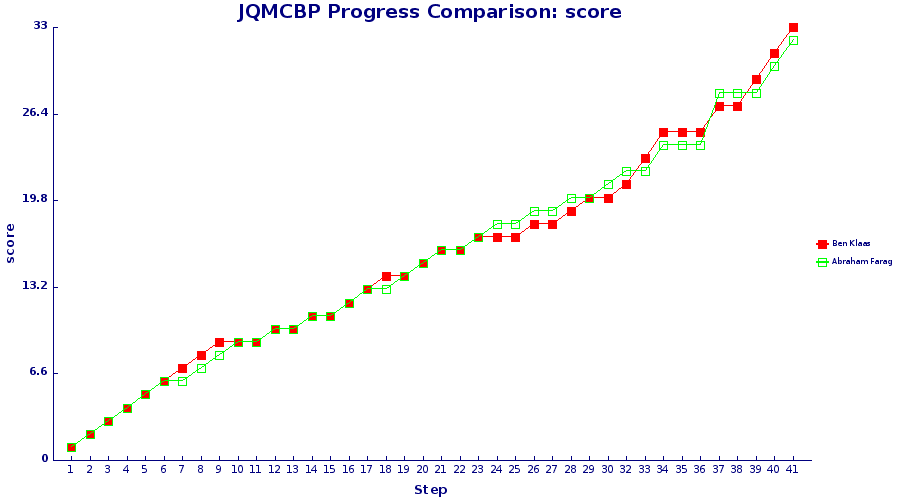 JQMCBP Progress Comparison: score
33
26.4
19.8
13.2
6.6
0
score
1 2 3 4 5 6 7 8 9 10 11 12 13 14 15 16 17 18 19 20 21 22 23 24 25 26 27 28 29 30 32 33 34 35 36 37 38 39 40 41
Step
Ben Klaas
Abraham Farag